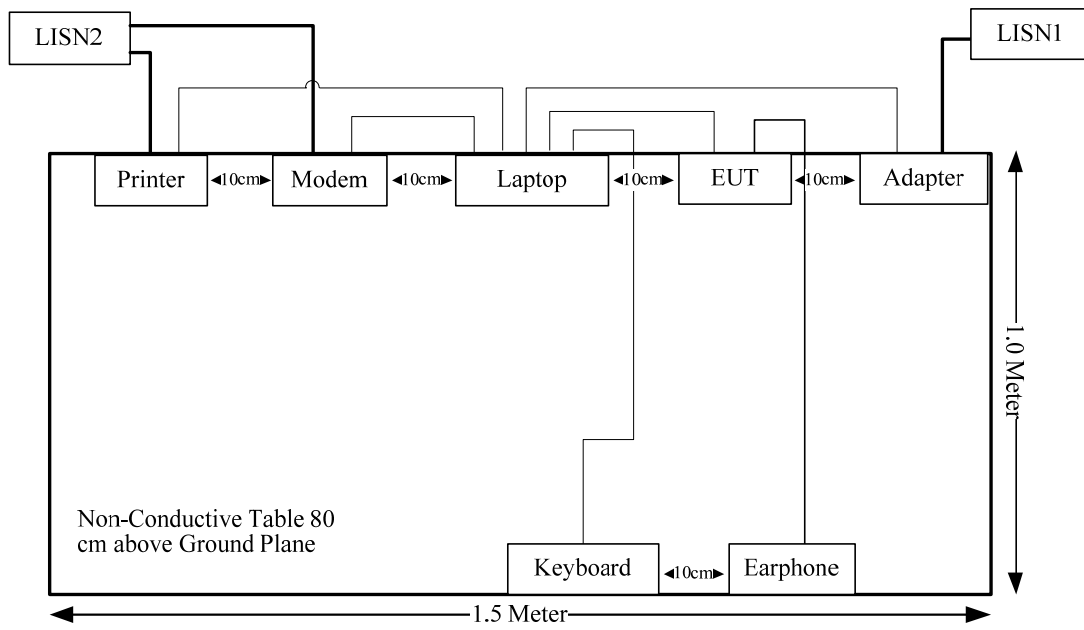 LISN2
LISN1
Printer
10cm
Modem
10cm
Laptop
10cm
EUT
10cm
Adapter
1.0 Meter
Non-Conductive Table 80
cm above Ground Plane
Keyboard
10cm
Earphone
1.5 Meter